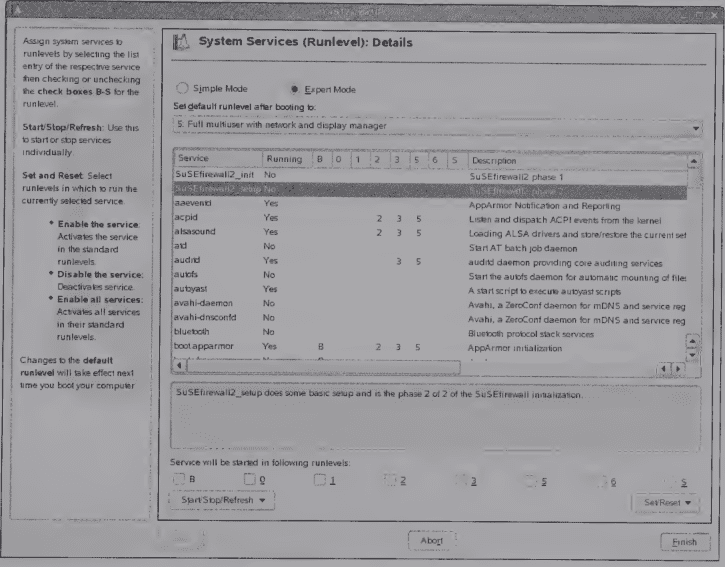 Assign system services to
runlevels by selecting the list
entry of the respective service
then checking or unchecking
the check boxes B-S for the
runlevel.
Start/Stop/Refresh: Use this
to start or stop services
individually.
Set and Reset: Select
runlevels in which to run the
currently selected service.
* Enable the service:
Activates the service
in the standard
runlevels.
* Disable the service:
Deactivates service.
* Enable all services:
Activates all services
in their standard
runlevels.
Changes to the default
runlevel will take effect next
time you boot your computer
System Services (Runlevel): Details
Simple Mode Expert Mode
Set default runlevel after booting to:
5: Full multiuser with network and display manager
Service Running B 0 1 2 3 5 6 S Description
SuSEfirewall2_init No SuSEfirewall2 phase 1
SuSEfirewall2_setup No SuSEfirewall2 phase 2
aaeventd Yes AppArmor Notification and Reporting
acpid Yes 2 3 5 Listen and dispatch ACPI events from the kernel
alsasound Yes 2 3 5 Loading ALSA drivers and store/restore the current set
atd No Start AT batch job daemon
auditd Yes 3 5 auditd daemon providing core auditing services
autofs No Start the autofs daemon for automatic mounting of files
autoyast Yes A start script to execute autoyast scripts
avahi-daemon No Avahi, a ZeroConf daemon for mDNS and service reg
avahi-dnsconfd No Avahi, a ZeroConf daemon for mDNS and service reg
bluetooth No Bluetooth protocol stack services
boot.apparmor Yes B 2 3 5 AppArmor initialization
SuSEfirewall2_setup does some basic setup and is the phase 2 of 2 of the SuSEfirewall initialization.
Service will be started in following runlevels:
B 0 1 2 3 5 6 S
Start/Stop/Refresh Set/Reset
Abort Finish